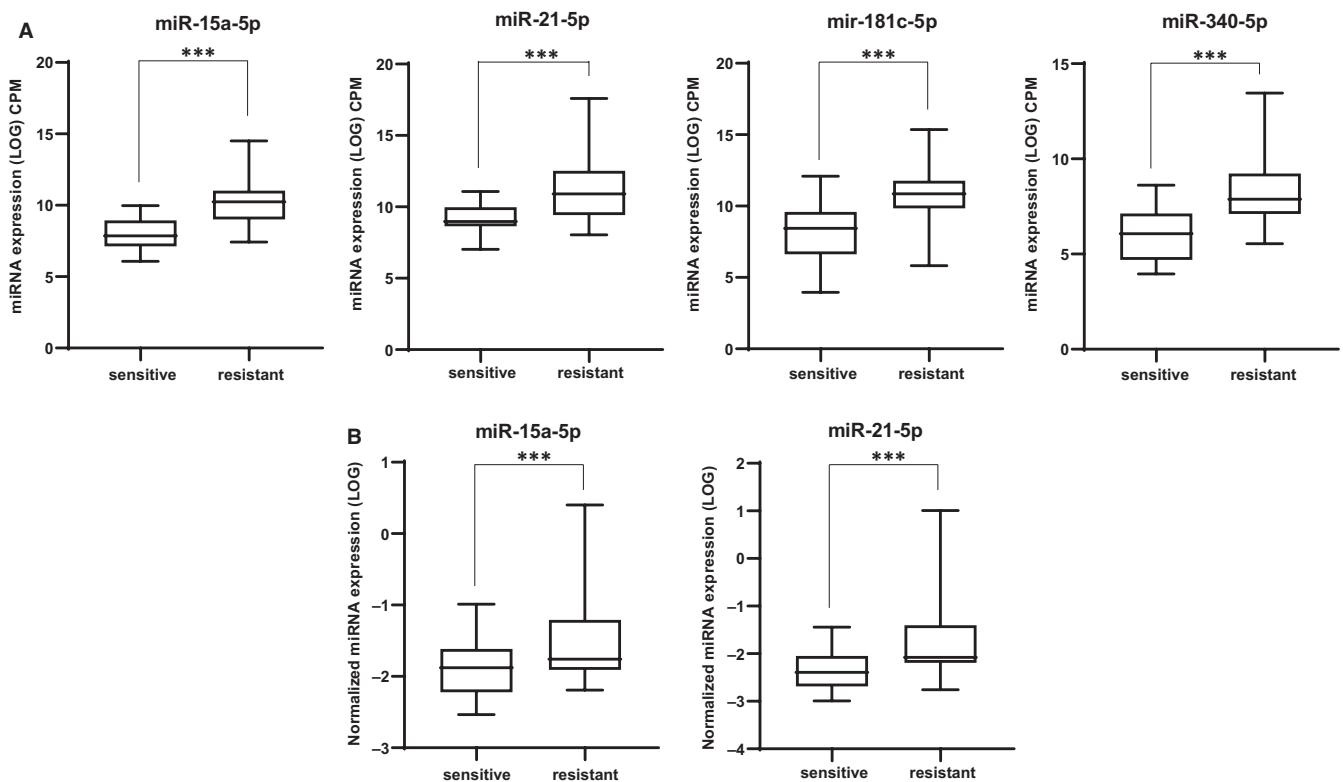 A
miR-15a-5p
***
miRNA expression (LOG) CPM
20
15
10
5
0
sensitive resistant
miR-21-5p
***
miRNA expression (LOG) CPM
20
15
10
5
0
sensitive resistant
mir-181c-5p
***
miRNA expression (LOG) CPM
20
15
10
5
0
sensitive resistant
miR-340-5p
***
miRNA expression (LOG) CPM
15
10
5
0
sensitive resistant
B
miR-15a-5p
***
Normalized miRNA expression (LOG)
1
0
–1
–2
–3
sensitive resistant
miR-21-5p
***
Normalized miRNA expression (LOG)
2
1
0
–1
–2
–3
–4
sensitive resistant